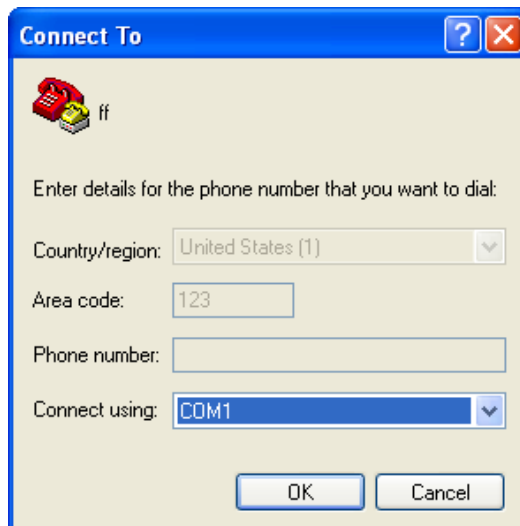 Connect To
ff
Enter details for the phone number that you want to dial:
Country/region: United States (1)
Area code: 123
Phone number:
Connect using: COM1
OK Cancel